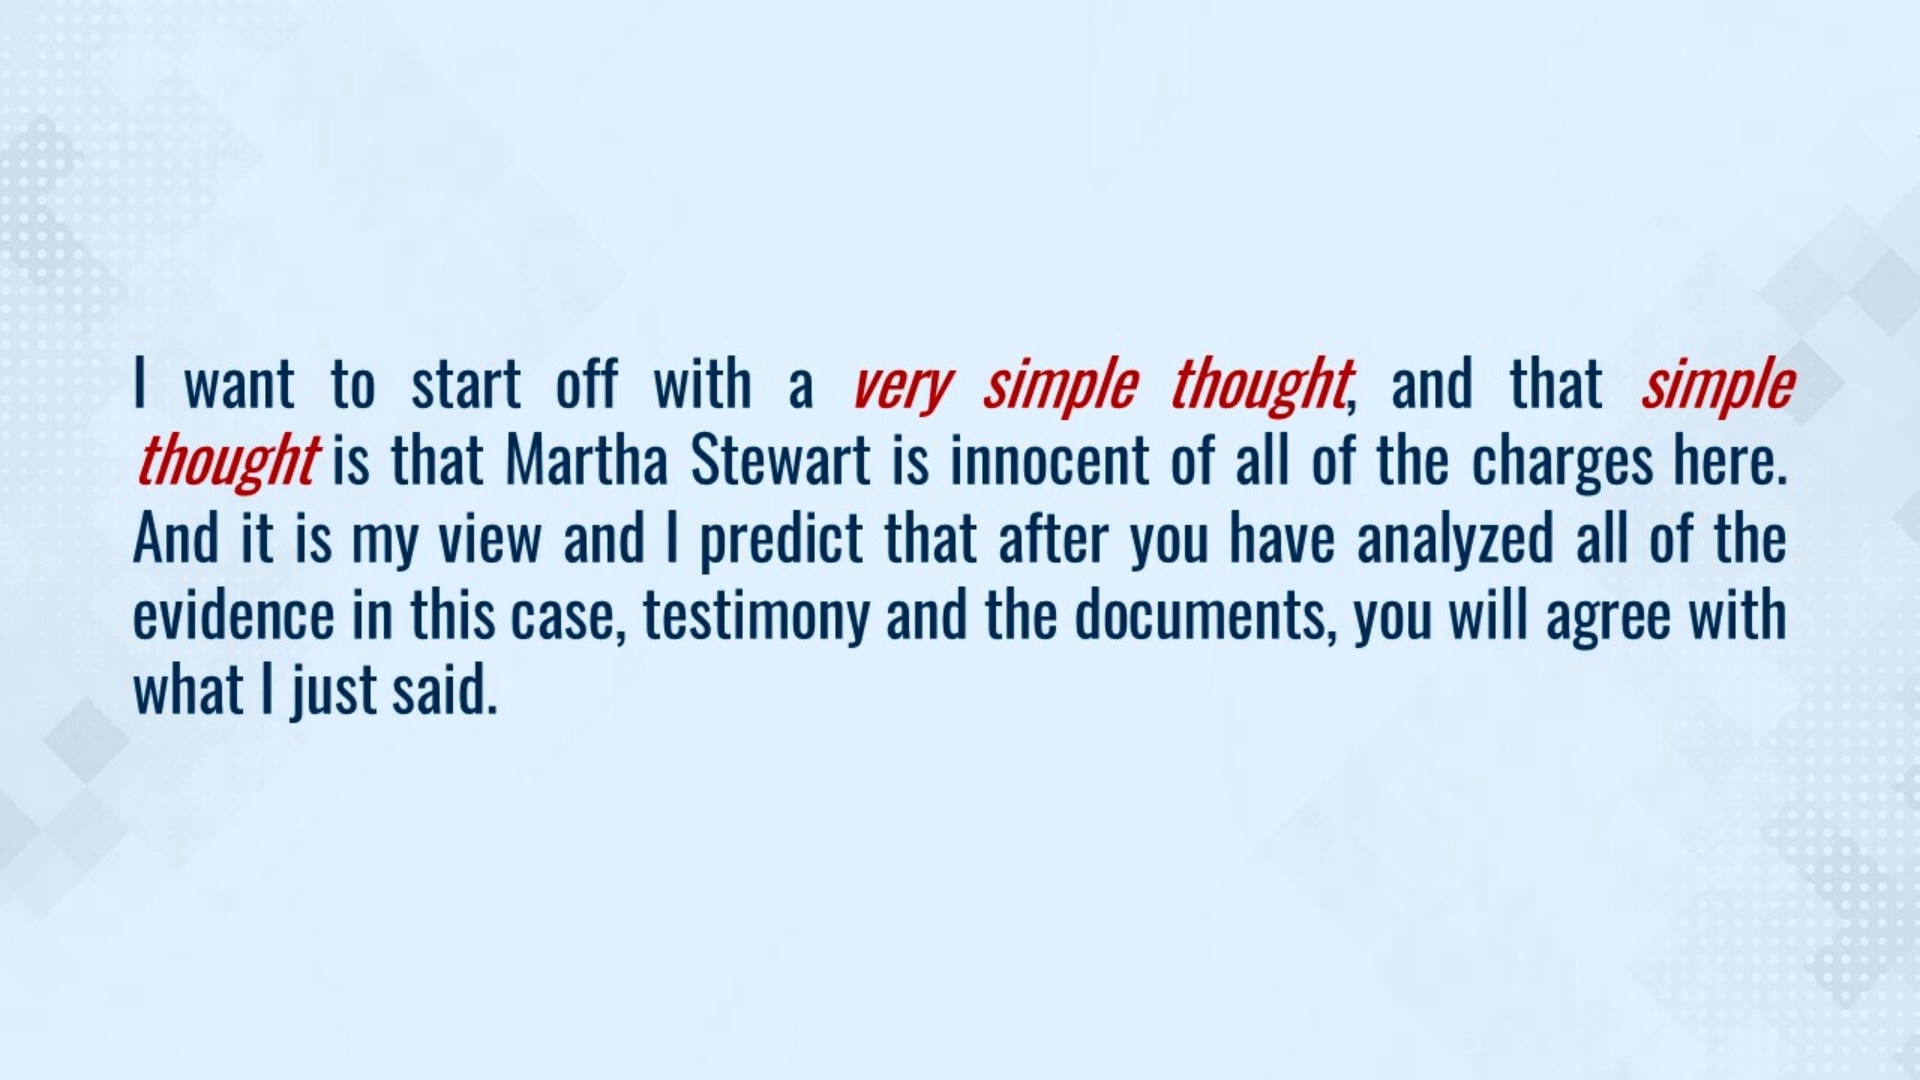 I want to start off with a very simple thought, and that simple
thought is that Martha Stewart is innocent of all of the charges here.
And it is my view and I predict that after you have analyzed all of the
evidence in this case, testimony and the documents, you will agree with
what I just said.